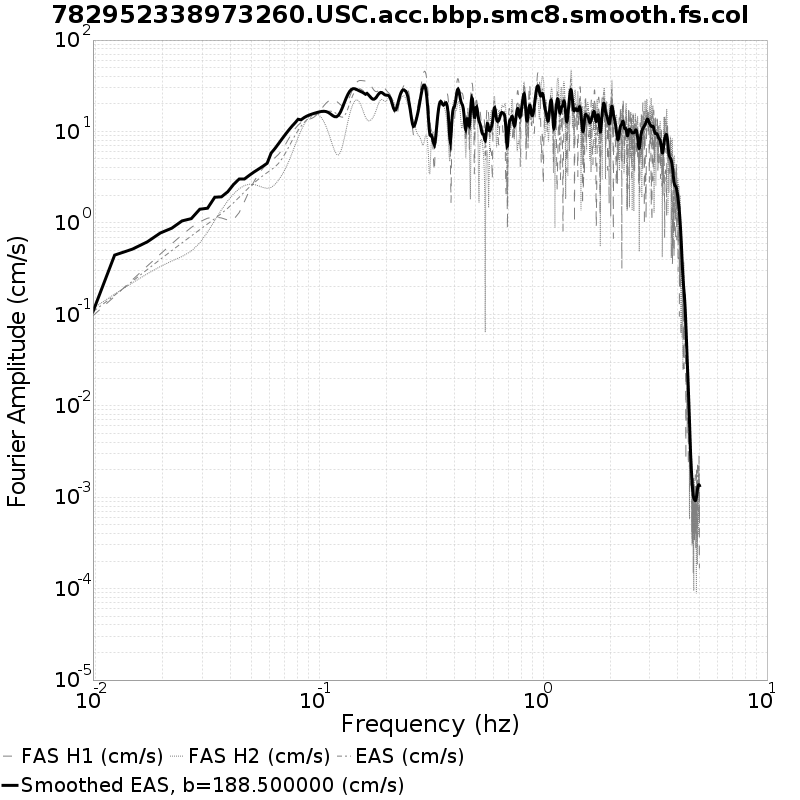 782952338973260.USC.acc.bbp.smc8.smooth.fs.col
Fourier Amplitude (cm/s)
10^2
10^1
10^0
10^-1
10^-2
10^-3
10^-4
10^-5
10^-2 10^-1 10^0 10^1
Frequency (hz)
FAS H1 (cm/s) FAS H2 (cm/s) EAS (cm/s)
Smoothed EAS, b=188.500000 (cm/s)